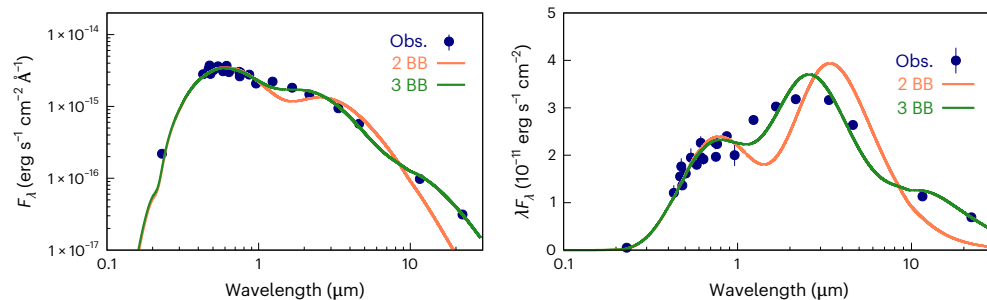 1 × 10⁻¹⁴
1 × 10⁻¹⁵
1 × 10⁻¹⁶
1 × 10⁻¹⁷
Fλ (erg s⁻¹ cm⁻² Å⁻¹)
Obs.
2 BB
3 BB
0.1 1 10
Wavelength (μm)
5
4
3
2
1
0
λFλ (10⁻¹¹ erg s⁻¹ cm⁻²)
Obs.
2 BB
3 BB
0.1 1 10
Wavelength (μm)